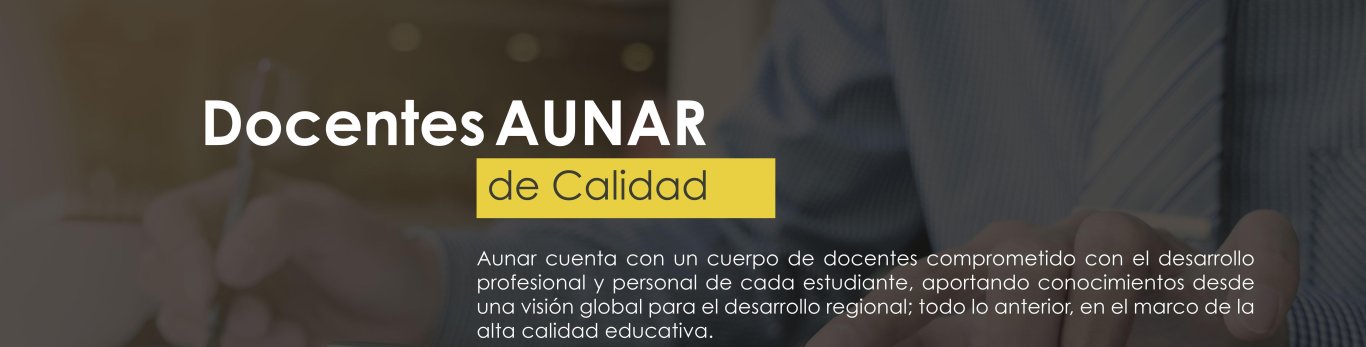 Docentes AUNAR
de Calidad
Aunar cuenta con un cuerpo de docentes comprometido con el desarrollo
profesional y personal de cada estudiante, aportando conocimientos desde
una visión global para el desarrollo regional; todo lo anterior, en el marco de la
alta calidad educativa.